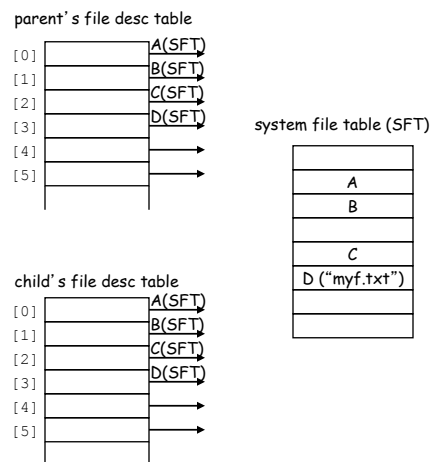 parent’s file desc table
[0] A(SFT)
[1] B(SFT)
[2] C(SFT)
[3] D(SFT)
[4]
[5]
system file table (SFT)
A
B
C
D (“myf.txt”)
child’s file desc table
[0] A(SFT)
[1] B(SFT)
[2] C(SFT)
[3] D(SFT)
[4]
[5]